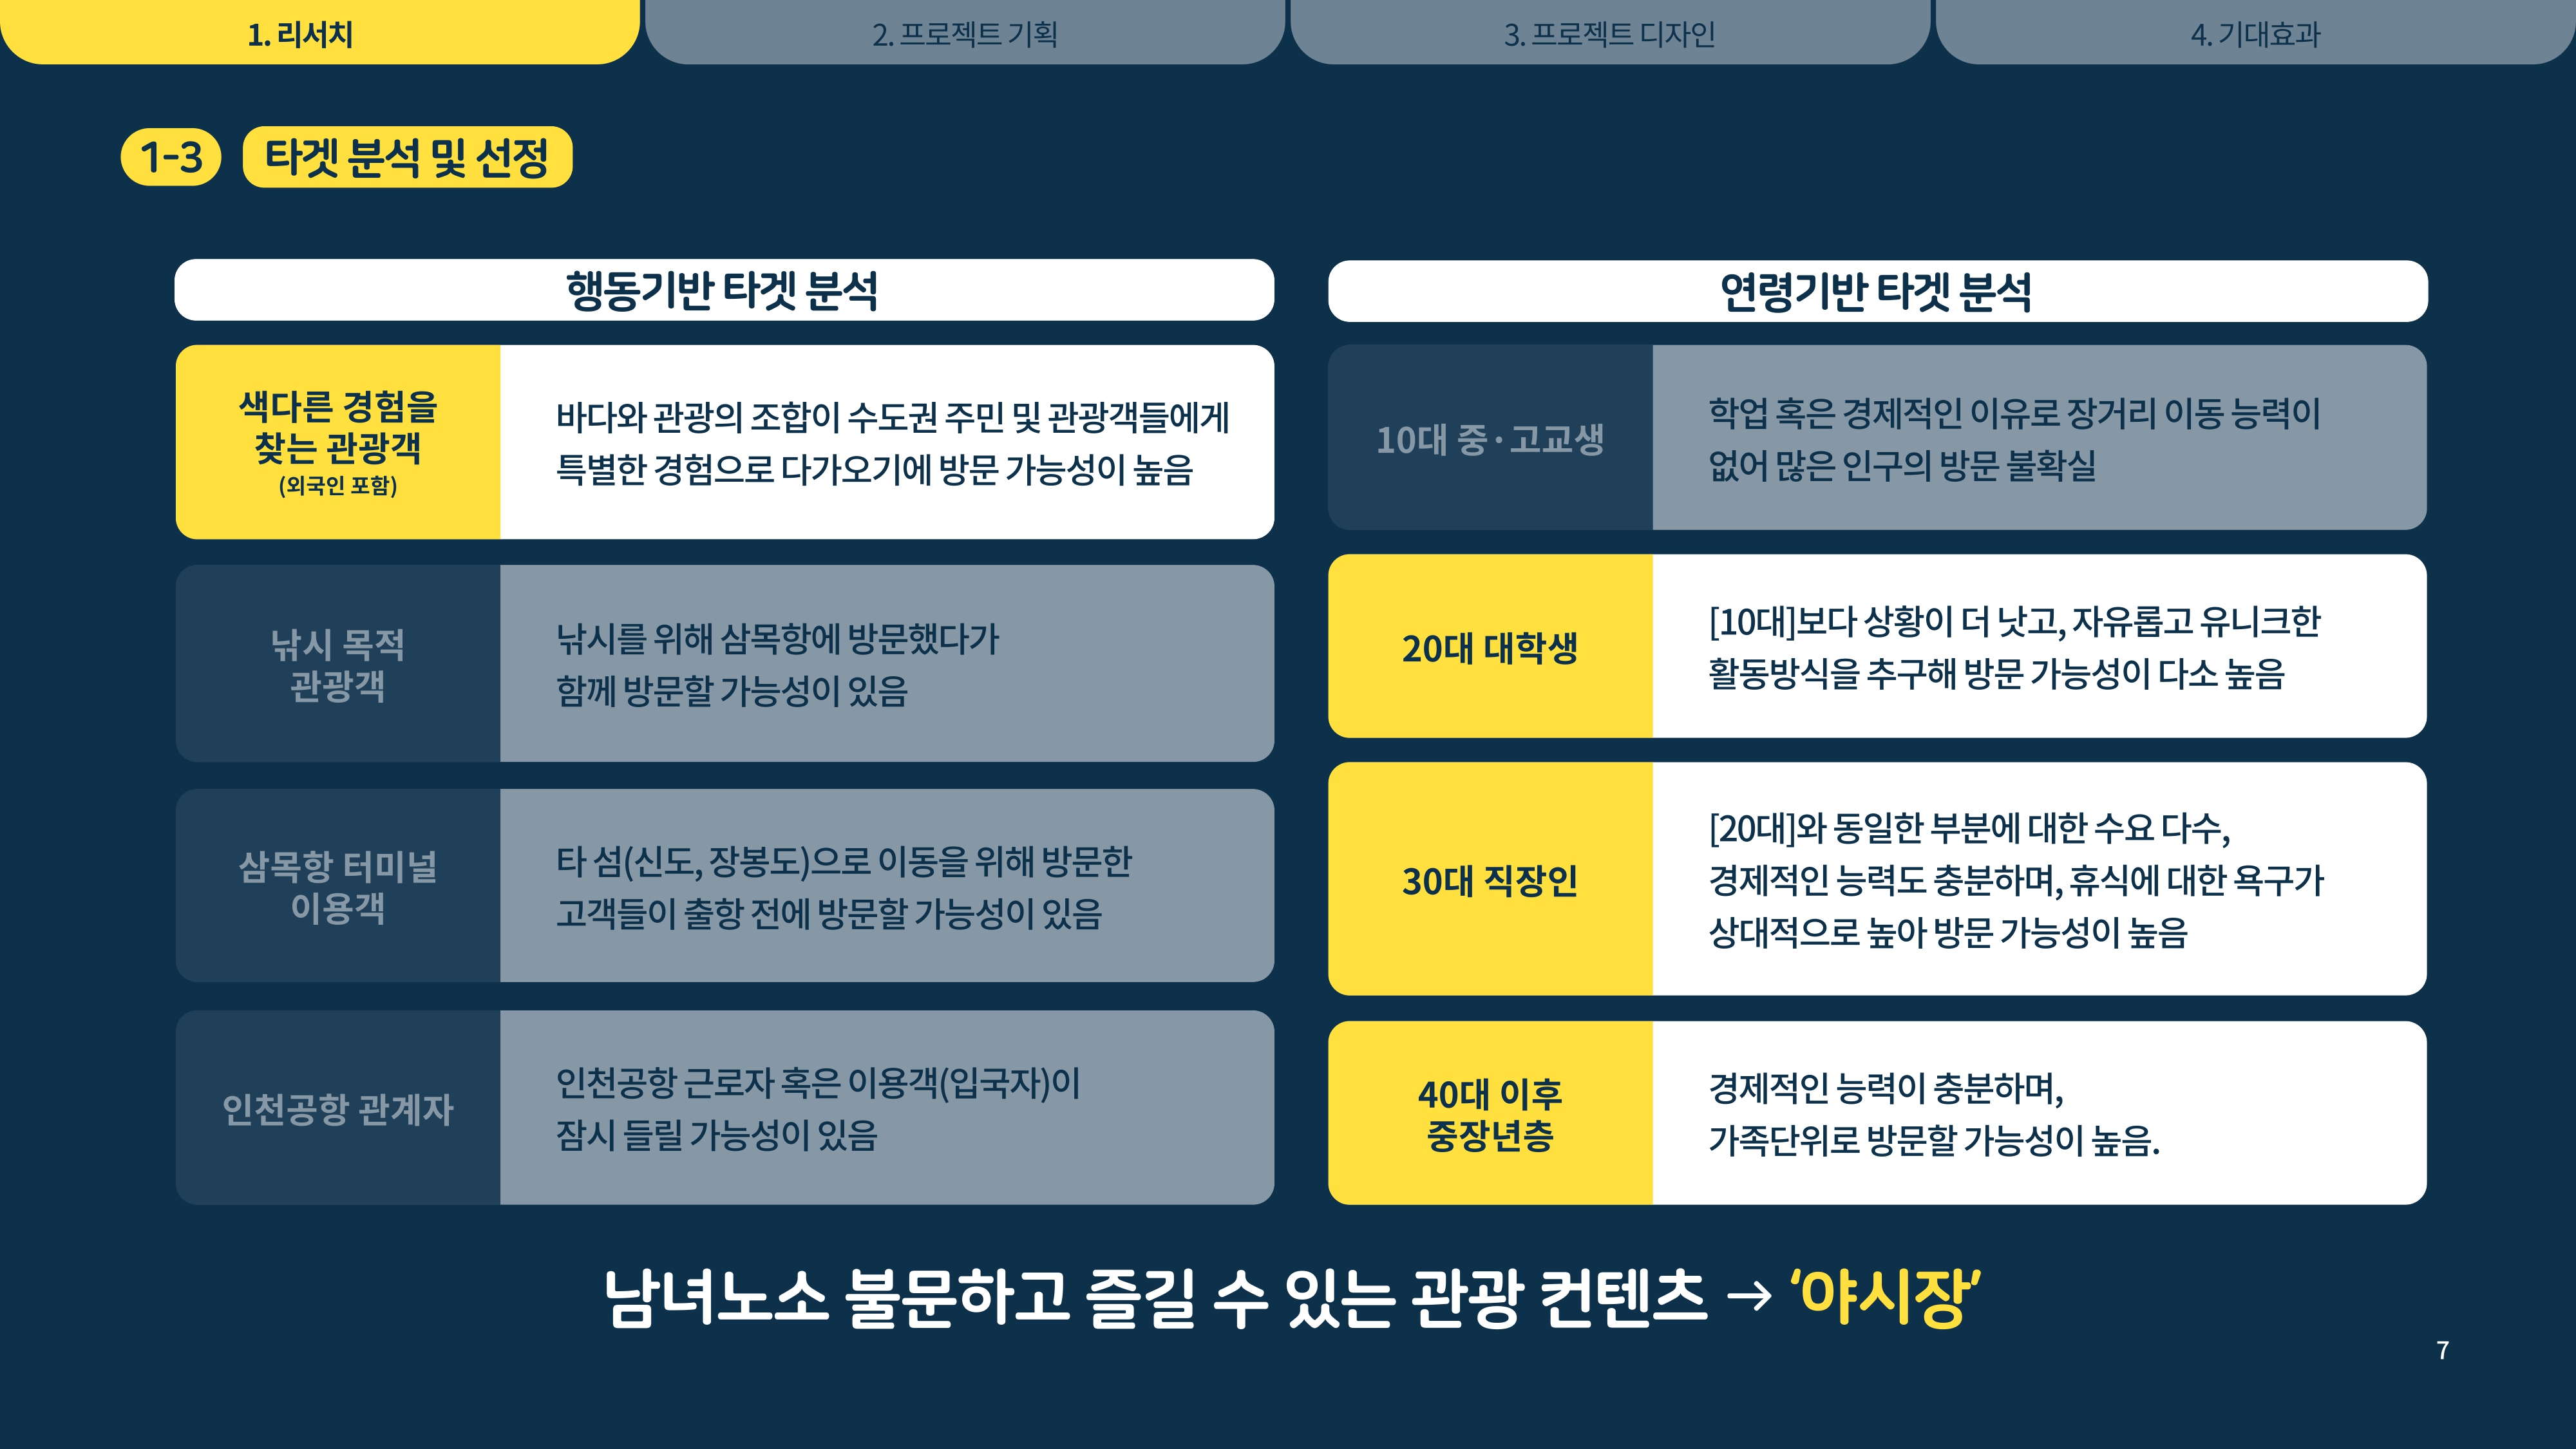 1. 리서치
2. 프로젝트 기획
3. 프로젝트 디자인
4. 기대효과
1-3
타겟 분석 및 선정
행동기반 타겟 분석
색다른 경험을
찾는 관광객
(외국인 포함)
바다와 관광의 조합이 수도권 주민 및 관광객들에게
특별한 경험으로 다가오기에 방문 가능성이 높음
낚시 목적
관광객
낚시를 위해 삼목항에 방문했다가
함께 방문할 가능성이 있음
삼목항 터미널
이용객
타 섬(신도, 장봉도)으로 이동을 위해 방문한
고객들이 출항 전에 방문할 가능성이 있음
인천공항 관계자
인천공항 근로자 혹은 이용객(입국자)이
잠시 들릴 가능성이 있음
연령기반 타겟 분석
10대 중·고교생
학업 혹은 경제적인 이유로 장거리 이동 능력이
없어 많은 인구의 방문 불확실
20대 대학생
[10대]보다 상황이 더 낫고, 자유롭고 유니크한
활동방식을 추구해 방문 가능성이 다소 높음
30대 직장인
[20대]와 동일한 부분에 대한 수요 다수,
경제적인 능력도 충분하며, 휴식에 대한 욕구가
상대적으로 높아 방문 가능성이 높음
40대 이후
중장년층
경제적인 능력이 충분하며,
가족단위로 방문할 가능성이 높음.
남녀노소 불문하고 즐길 수 있는 관광 컨텐츠 → ‘야시장’
7